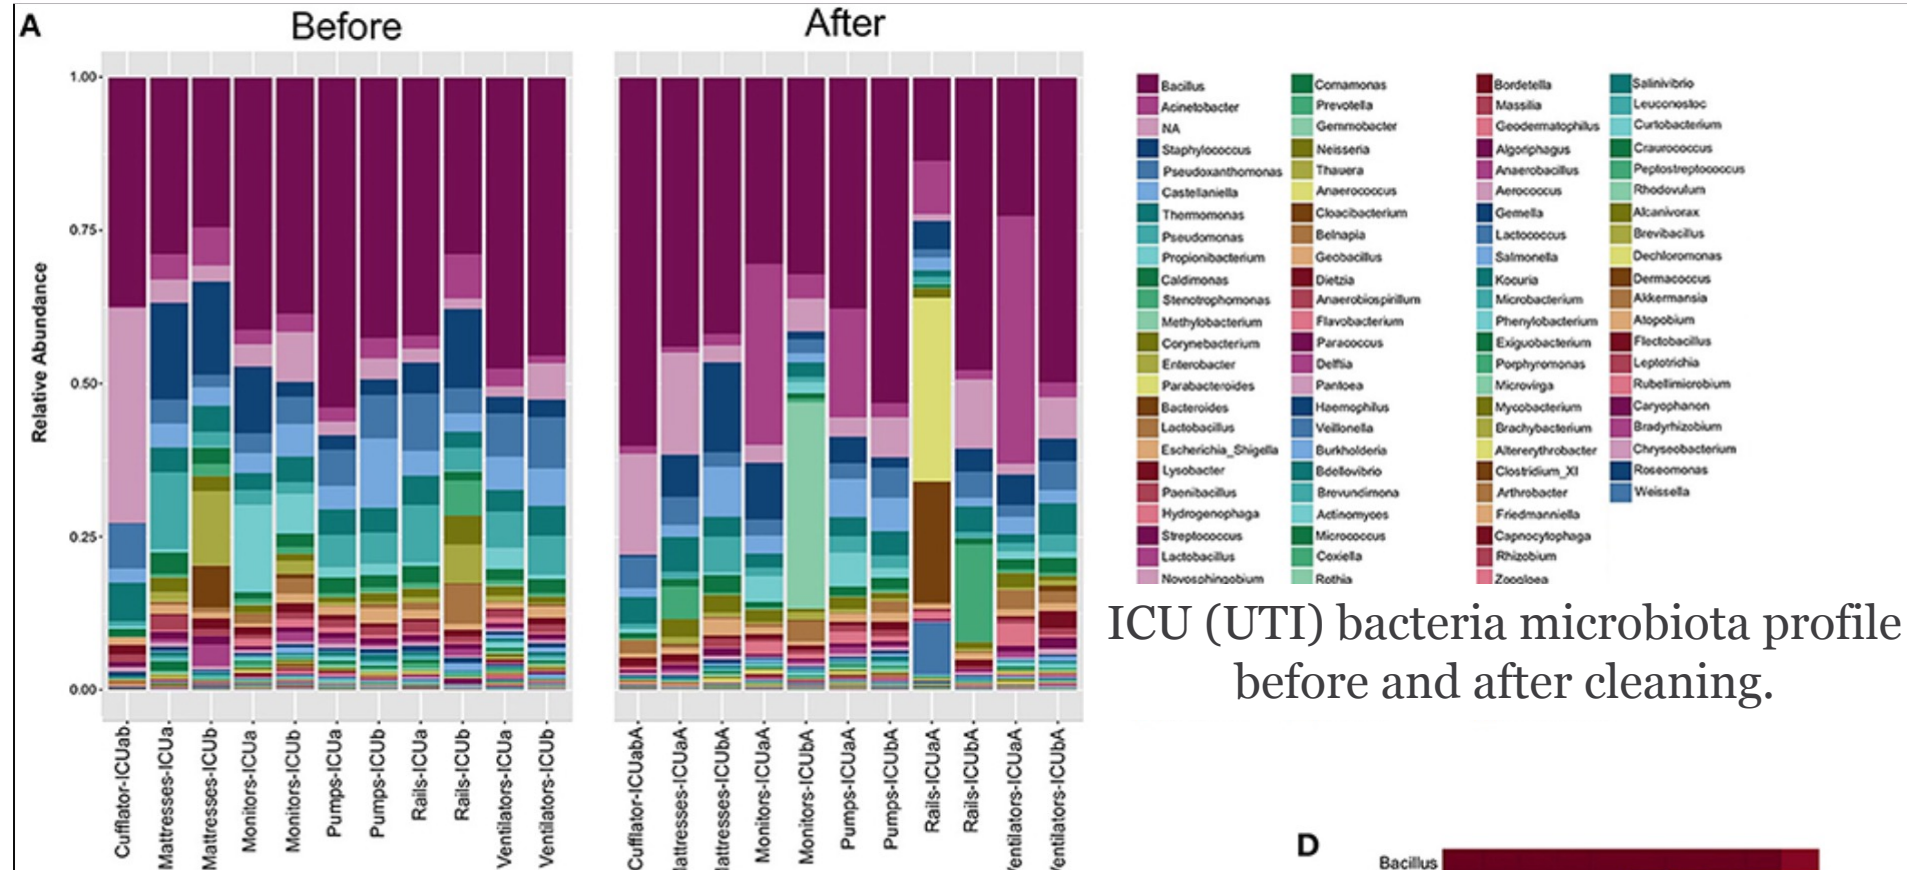 A
Before
After
1.00
0.75
0.50
0.25
0.00
Relative Abundance
Cufflator-ICUab
Mattresses-ICUa
Mattresses-ICUb
Monitors-ICUa
Monitors-ICUb
Pumps-ICUa
Pumps-ICUb
Rails-ICUa
Rails-ICUb
Ventilators-ICUa
Ventilators-ICUb
Cufflator-ICUabA
lattresses-ICUaA
lattresses-ICUbA
Monitors-ICUaA
Monitors-ICUbA
Pumps-ICUaA
Pumps-ICUbA
Rails-ICUaA
Rails-ICUbA
entilators-ICUaA
entilators-ICUbA
Bacillus
Acinetobacter
NA
Staphylococcus
Pseudoxanthomonas
Castellaniella
Thermomonas
Pseudomonas
Propionibacterium
Caldimonas
Stenotrophomonas
Methylobacterium
Corynebacterium
Enterobacter
Parabacteroides
Bacteroides
Lactobacillus
Escherichia_Shigella
Lysobacter
Paenibacillus
Hydrogenophaga
Streptococcus
Lactobacillus
Novosphingobium
Comamonas
Prevotella
Gemmobacter
Neisseria
Thauera
Anaerococcus
Cloacibacterium
Belnapia
Geobacillus
Dietzia
Anaerobiospirillum
Flavobacterium
Paracoccus
Delftia
Pantoea
Haemophilus
Veillonella
Burkholderia
Bdellovibrio
Brevundimona
Actinomyces
Micrococcus
Coxiella
Rothia
Bordetella
Massilia
Geodermatophilus
Algoriphagus
Anaerobacillus
Aerococcus
Gemella
Lactococcus
Salmonella
Kocuria
Microbacterium
Phenylobacterium
Exiguobacterium
Porphyromonas
Microvirga
Mycobacterium
Brachybacterium
Altererythrobacter
Clostridium_XI
Arthrobacter
Friedmanniella
Capnocytophaga
Rhizobium
Zoogloea
Salinivibrio
Leuconostoc
Curtobacterium
Craurococcus
Peptostreptococcus
Rhodovulum
Alcanivorax
Brevibacillus
Dechloromonas
Dermacoccus
Akkermansia
Atopobium
Flectobacillus
Leptotrichia
Rubellimicrobium
Caryophanon
Bradyrhizobium
Chryseobacterium
Roseomonas
Weissella
ICU (UTI) bacteria microbiota profile
before and after cleaning.
D
Bacillus